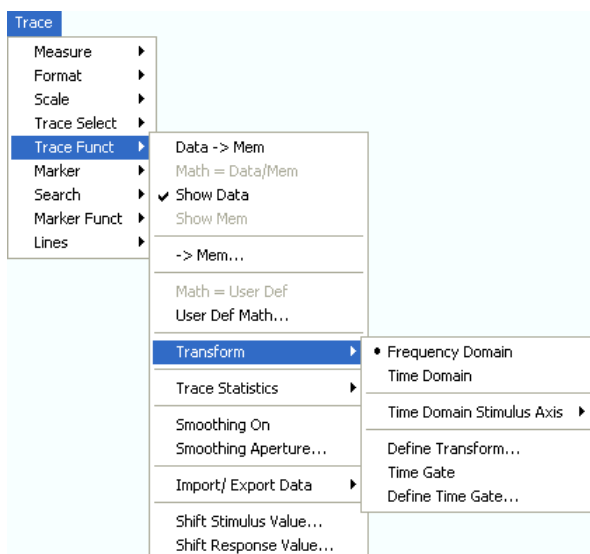 Trace
Measure
Format
Scale
Trace Select
Trace Funct
Marker
Search
Marker Funct
Lines
Data -> Mem
Math = Data/Mem
Show Data
Show Mem
-> Mem...
Math = User Def
User Def Math...
Transform
Trace Statistics
Smoothing On
Smoothing Aperture...
Import/ Export Data
Shift Stimulus Value...
Shift Response Value...
Frequency Domain
Time Domain
Time Domain Stimulus Axis
Define Transform...
Time Gate
Define Time Gate...